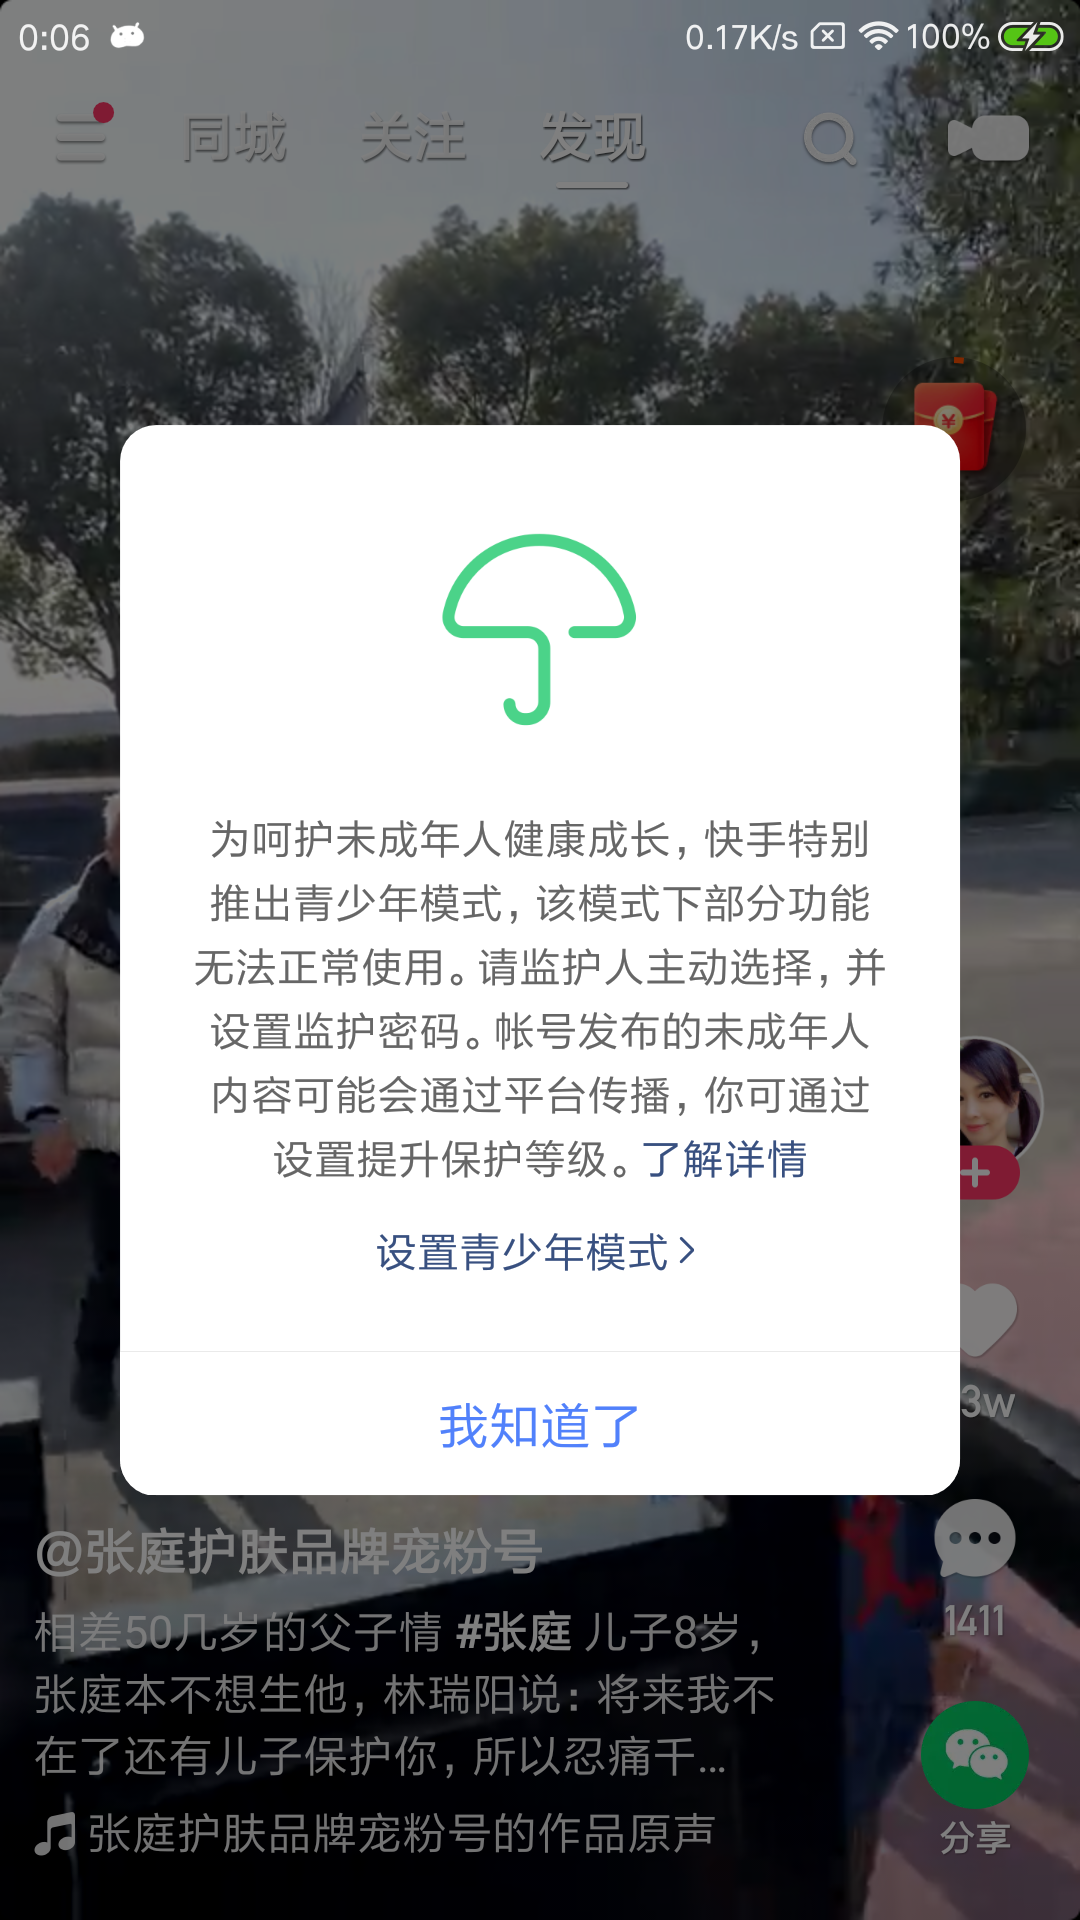 0:06 0.17K/s 100%
同城 关注 发现
为呵护未成年人健康成长，快手特别
推出青少年模式，该模式下部分功能
无法正常使用。请监护人主动选择，并
设置监护密码。帐号发布的未成年人
内容可能会通过平台传播，你可通过
设置提升保护等级。了解详情
设置青少年模式
我知道了
3w
@张庭护肤品牌宠粉号
相差50几岁的父子情 #张庭 儿子8岁，
张庭本不想生他，林瑞阳说：将来我不
在了还有儿子保护你，所以忍痛千...
1411
张庭护肤品牌宠粉号的作品原声
分享